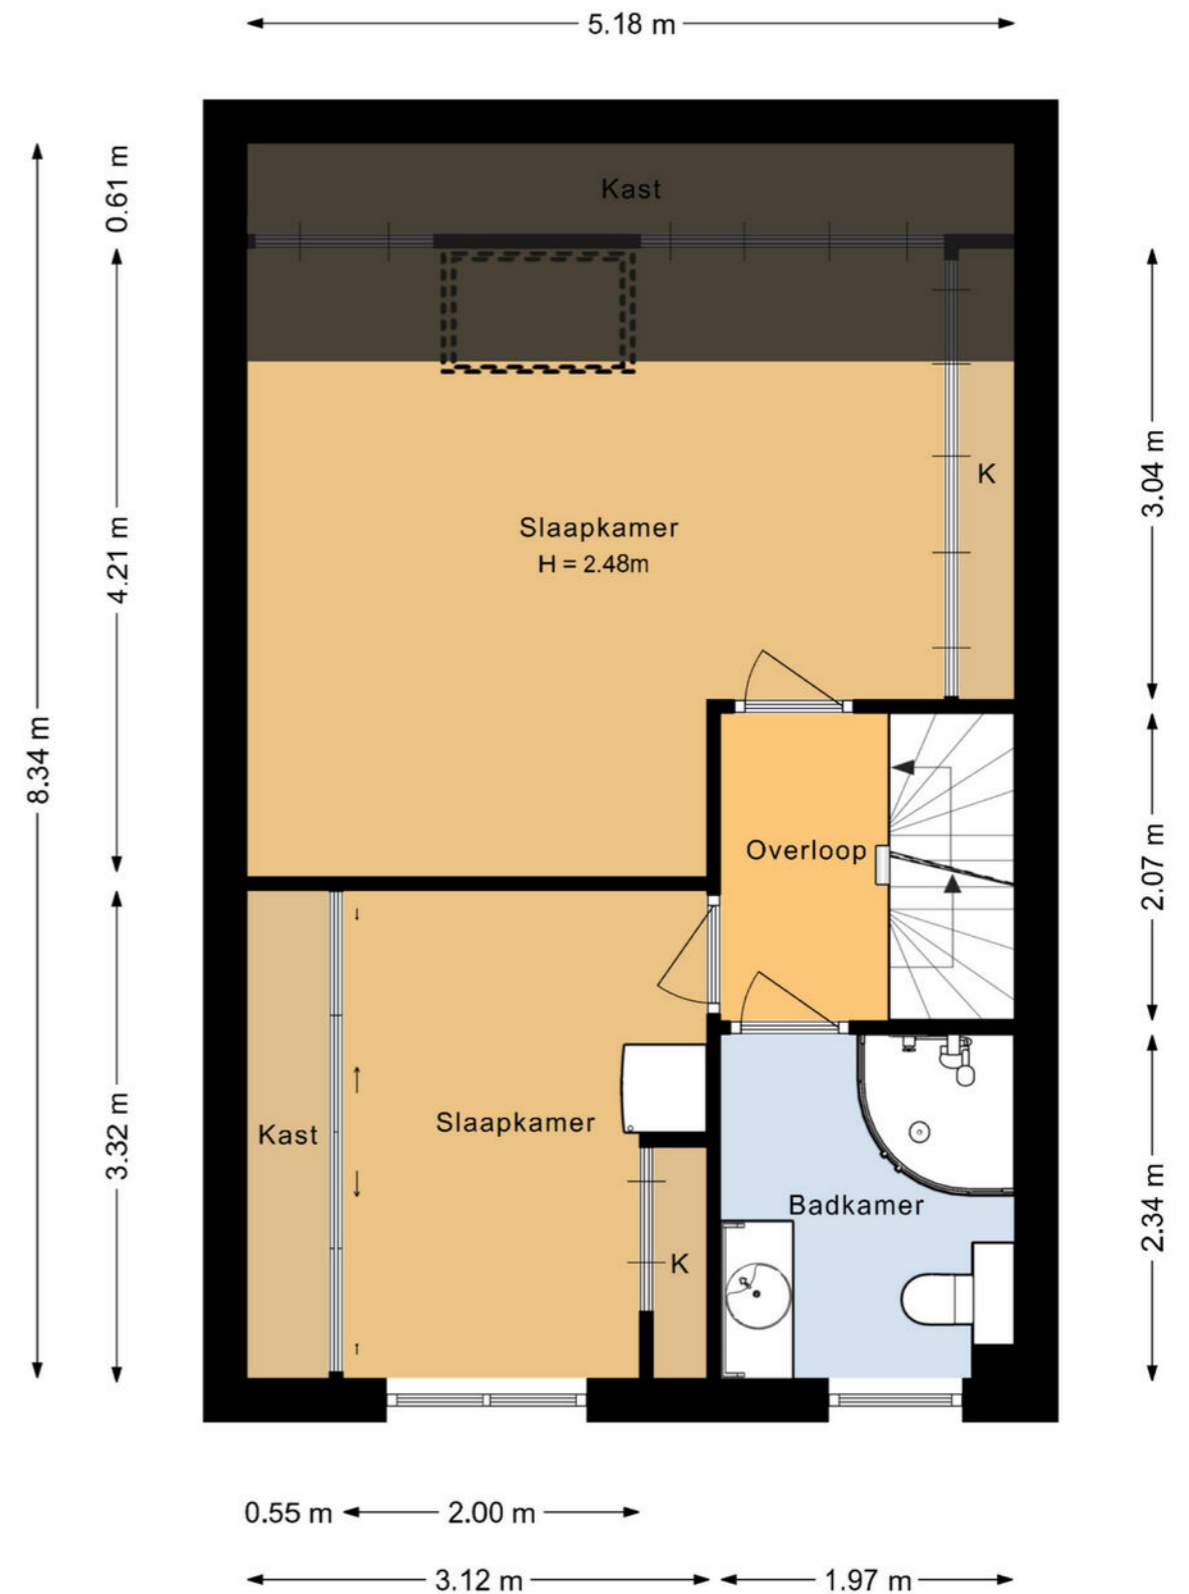 5.18 m
0.61 m
Kast
4.21 m
3.04 m
K
Slaapkamer
H = 2.48m
8.34 m
Overloop
2.07 m
Kast
Slaapkamer
3.32 m
Badkamer
2.34 m
K
0.55 m
2.00 m
3.12 m
1.97 m